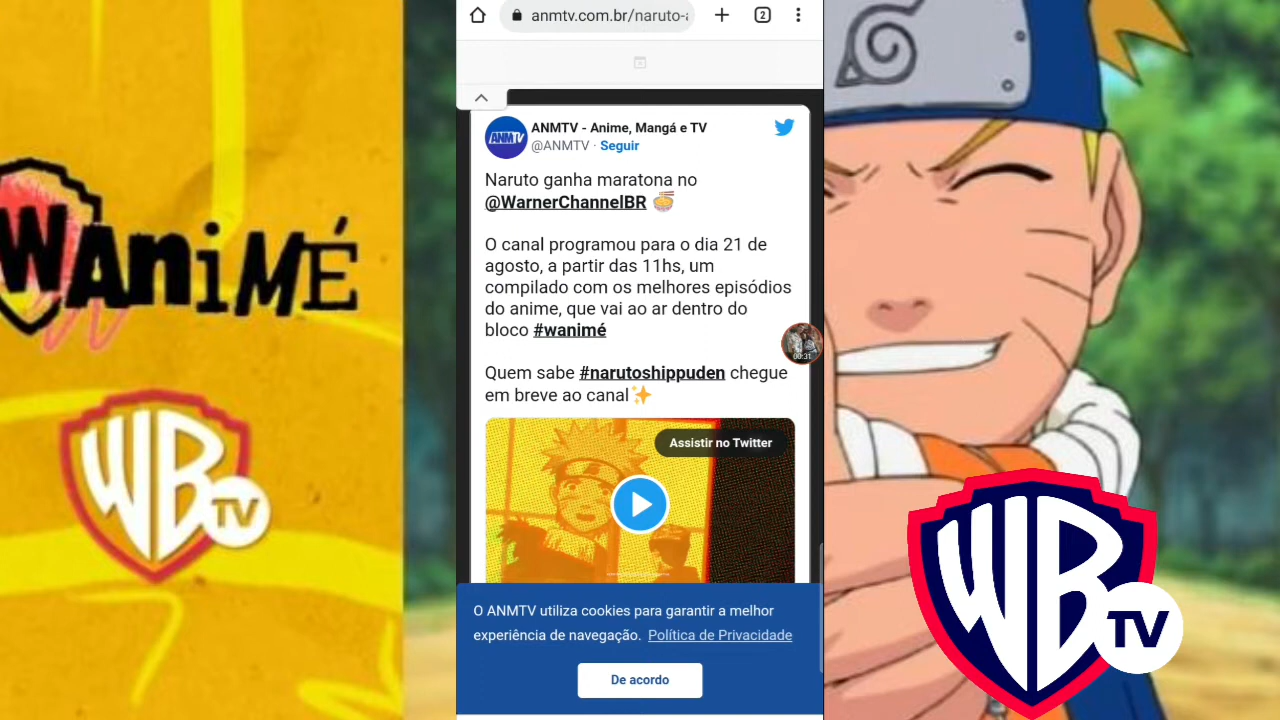 WANiMÉ
WB
TV
anmtv.com.br/naruto-a
2
ANMTV
ANMTV - Anime, Mangá e TV
@ANMTV · Seguir
Naruto ganha maratona no
@WarnerChannelBR 🍜
O canal programou para o dia 21 de
agosto, a partir das 11hs, um
compilado com os melhores episódios
do anime, que vai ao ar dentro do
bloco #wanimé
Quem sabe #narutoshippuden chegue
em breve ao canal✨
00:31
Assistir no Twitter
O ANMTV utiliza cookies para garantir a melhor
experiência de navegação. Política de Privacidade
De acordo
WB
TV